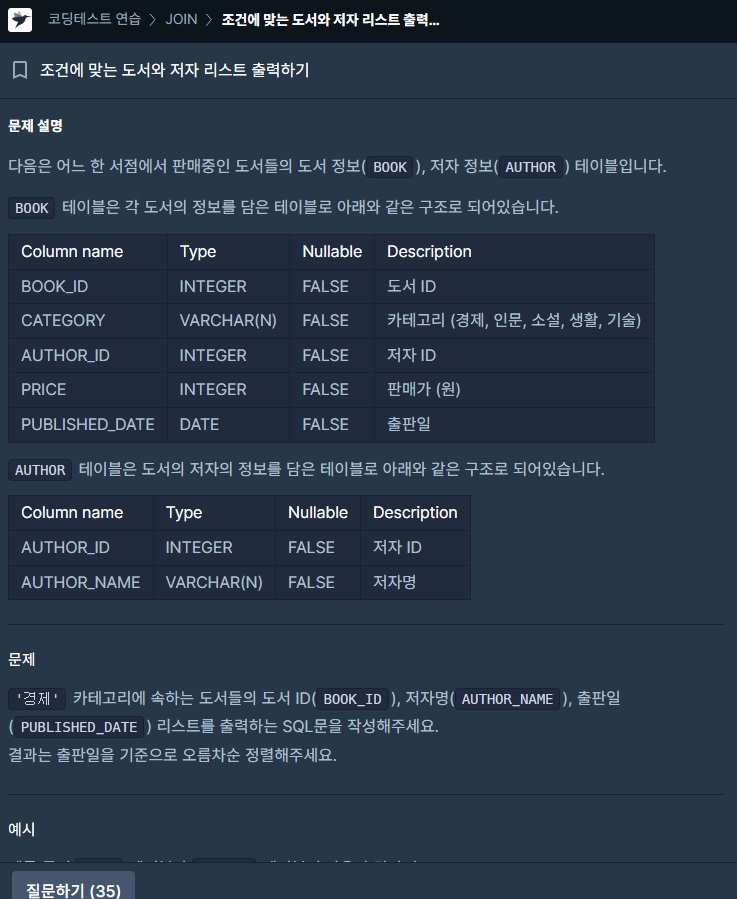 코딩테스트 연습 > JOIN > 조건에 맞는 도서와 저자 리스트 출력...
조건에 맞는 도서와 저자 리스트 출력하기
문제 설명
다음은 어느 한 서점에서 판매중인 도서들의 도서 정보( BOOK ), 저자 정보( AUTHOR ) 테이블입니다.
BOOK 테이블은 각 도서의 정보를 담은 테이블로 아래와 같은 구조로 되어있습니다.
Column name Type Nullable Description
BOOK_ID INTEGER FALSE 도서 ID
CATEGORY VARCHAR(N) FALSE 카테고리 (경제, 인문, 소설, 생활, 기술)
AUTHOR_ID INTEGER FALSE 저자 ID
PRICE INTEGER FALSE 판매가 (원)
PUBLISHED_DATE DATE FALSE 출판일
AUTHOR 테이블은 도서의 저자의 정보를 담은 테이블로 아래와 같은 구조로 되어있습니다.
Column name Type Nullable Description
AUTHOR_ID INTEGER FALSE 저자 ID
AUTHOR_NAME VARCHAR(N) FALSE 저자명
문제
'경제' 카테고리에 속하는 도서들의 도서 ID( BOOK_ID ), 저자명( AUTHOR_NAME ), 출판일
( PUBLISHED_DATE ) 리스트를 출력하는 SQL문을 작성해주세요.
결과는 출판일을 기준으로 오름차순 정렬해주세요.
예시
질문하기 (35)